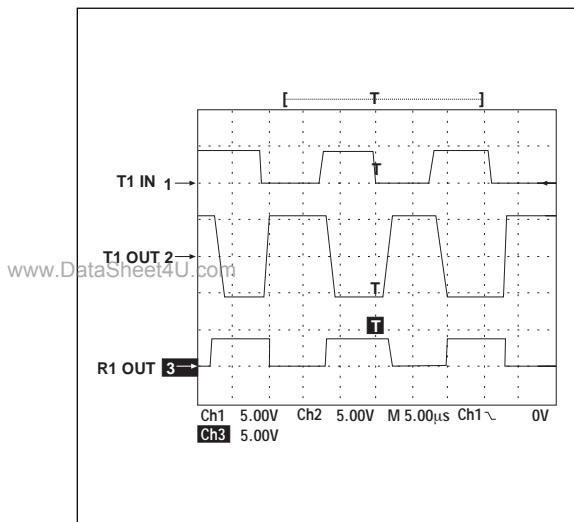 [ T ]
T1 IN 1
T
T1 OUT 2
www.DataSheet4U.com
T
T
R1 OUT 3
Ch1 5.00V Ch2 5.00V M 5.00μs Ch1 0V
Ch3 5.00V